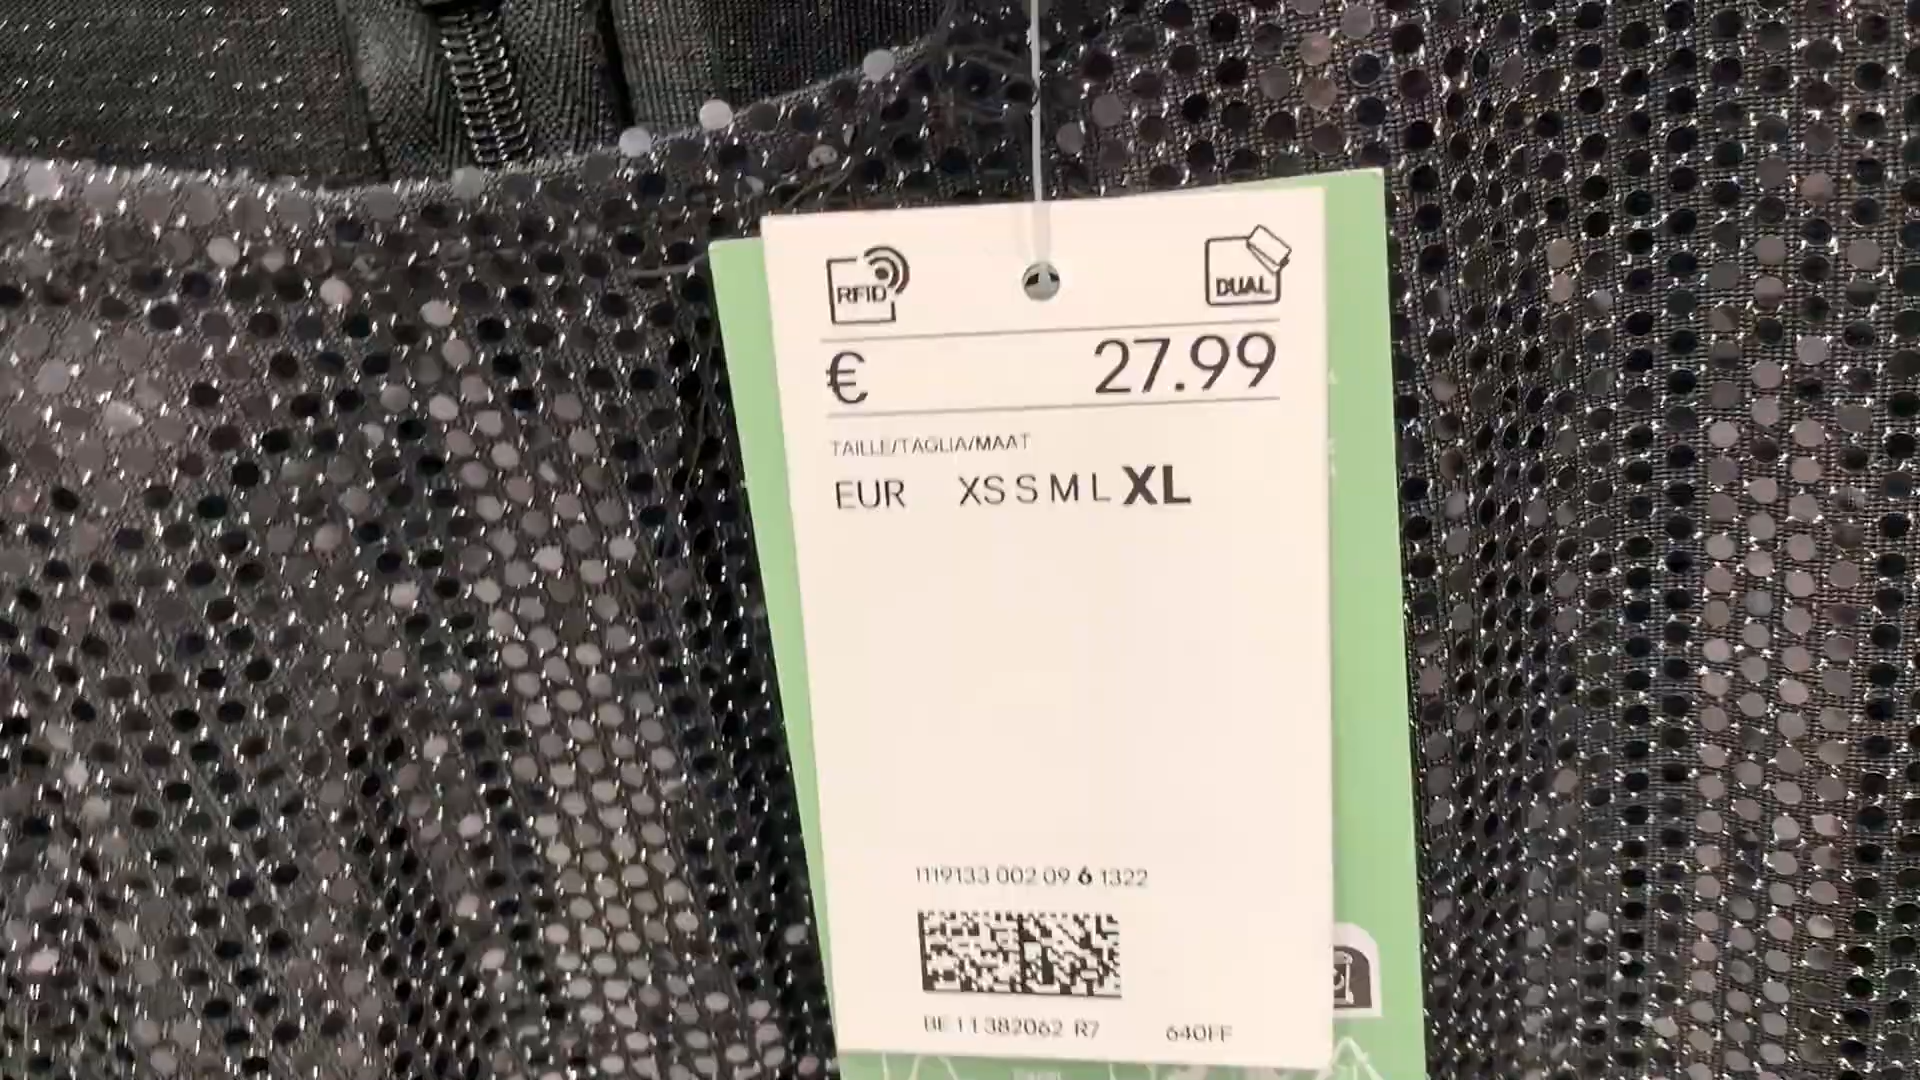 RFID
DUAL
€ 27.99
TAILLE/TAGLIA/MAAT
EUR XS S M L XL
1119133 002 09 6 1322
BE 11382062 R7 640FF